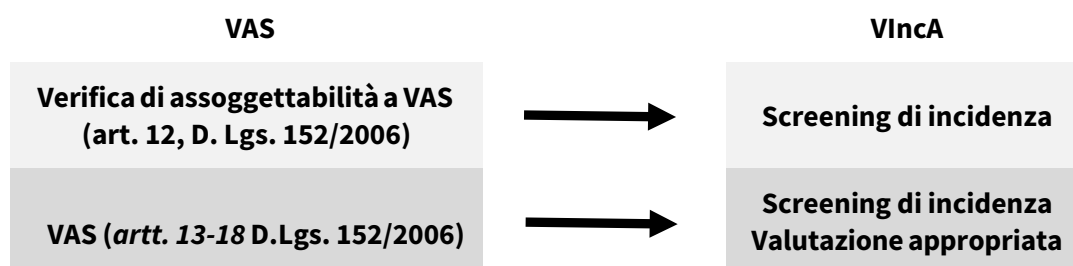 VAS
VIncA
Verifica di assoggettabilità a VAS
(art. 12, D. Lgs. 152/2006)
Screening di incidenza
VAS (artt. 13-18 D.Lgs. 152/2006)
Screening di incidenza
Valutazione appropriata